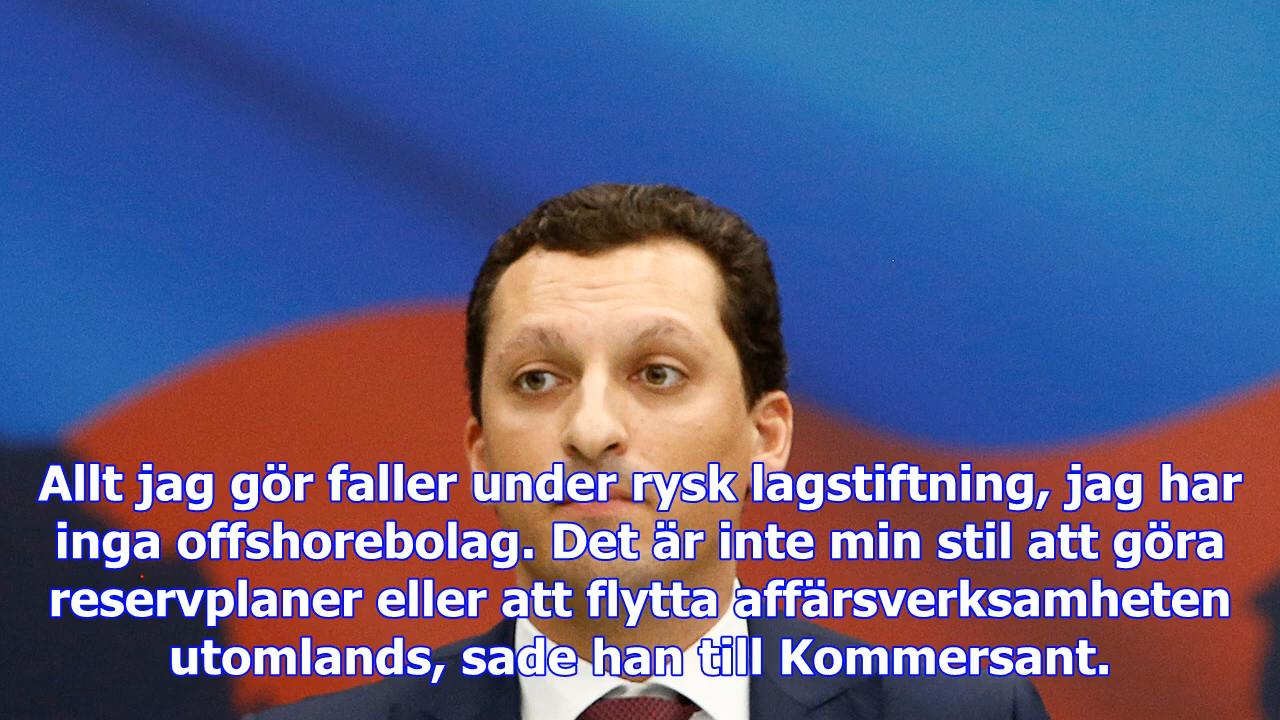 Allt jag gör faller under rysk lagstiftning, jag har
inga offshorebolag. Det är inte min stil att göra
reservplaner eller att flytta affärsverksamheten
utomlands, sade han till Kommersant.